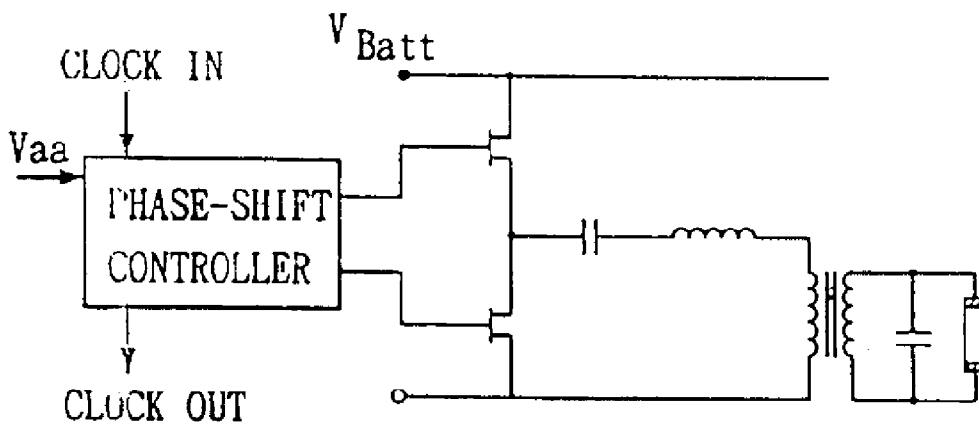 V Batt
CLOCK IN
Vaa
PHASE-SHIFT
CONTROLLER
CLOCK OUT